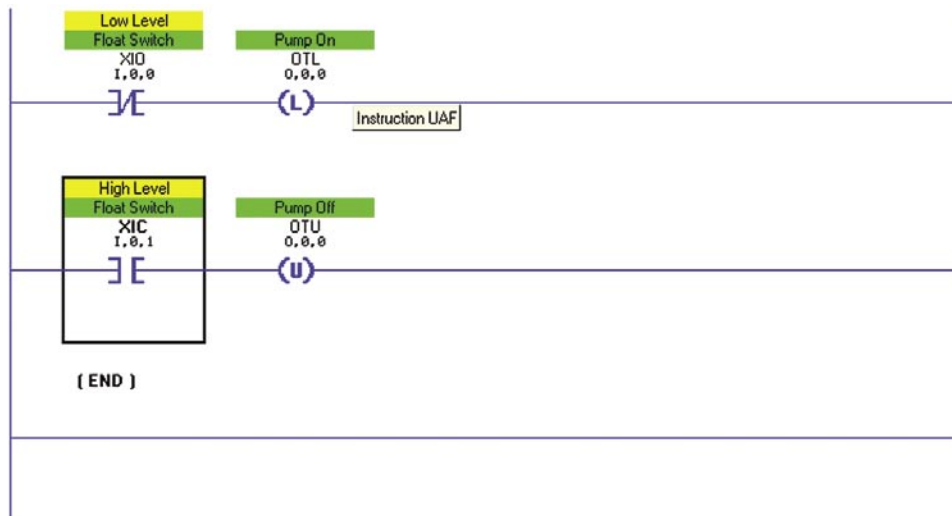 Low Level
Float Switch
XIO
I,0,0
Pump On
OTL
O,0,0
(L)
Instruction UAF
High Level
Float Switch
XIC
I,0,1
Pump Off
OTU
O,0,0
(U)
( END )